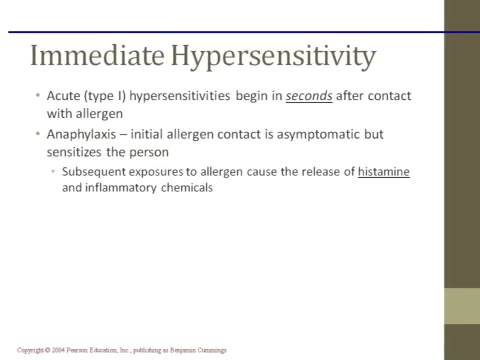 Immediate Hypersensitivity
• Acute (type I) hypersensitivities begin in seconds after contact
with allergen
• Anaphylaxis – initial allergen contact is asymptomatic but
sensitizes the person
• Subsequent exposures to allergen cause the release of histamine
and inflammatory chemicals
Copyright © 2004 Pearson Education, Inc., publishing as Benjamin Cummings